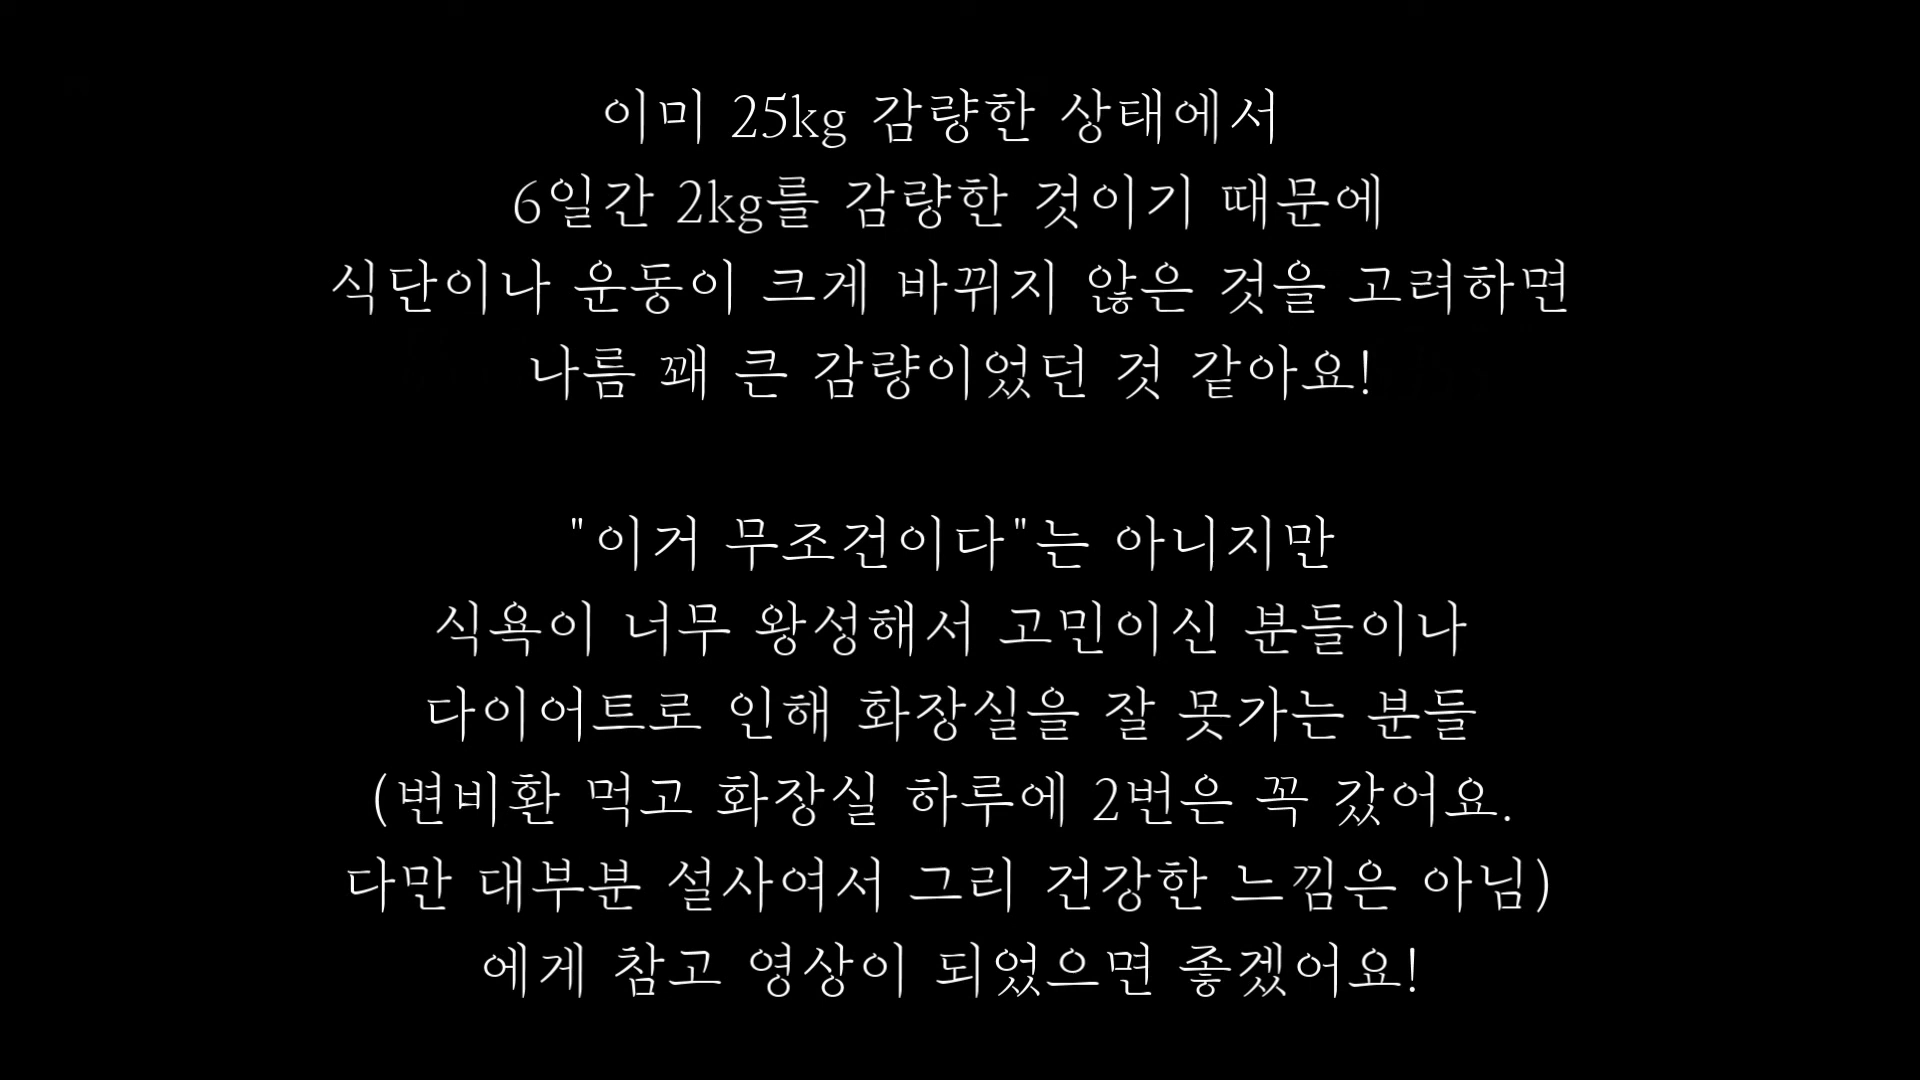 이미 25kg 감량한 상태에서
6일간 2kg를 감량한 것이기 때문에
식단이나 운동이 크게 바뀌지 않은 것을 고려하면
나름 꽤 큰 감량이었던 것 같아요!
"이거 무조건이다"는 아니지만
식욕이 너무 왕성해서 고민이신 분들이나
다이어트로 인해 화장실을 잘 못가는 분들
(변비환 먹고 화장실 하루에 2번은 꼭 갔어요.
다만 대부분 설사여서 그리 건강한 느낌은 아님)
에게 참고 영상이 되었으면 좋겠어요!